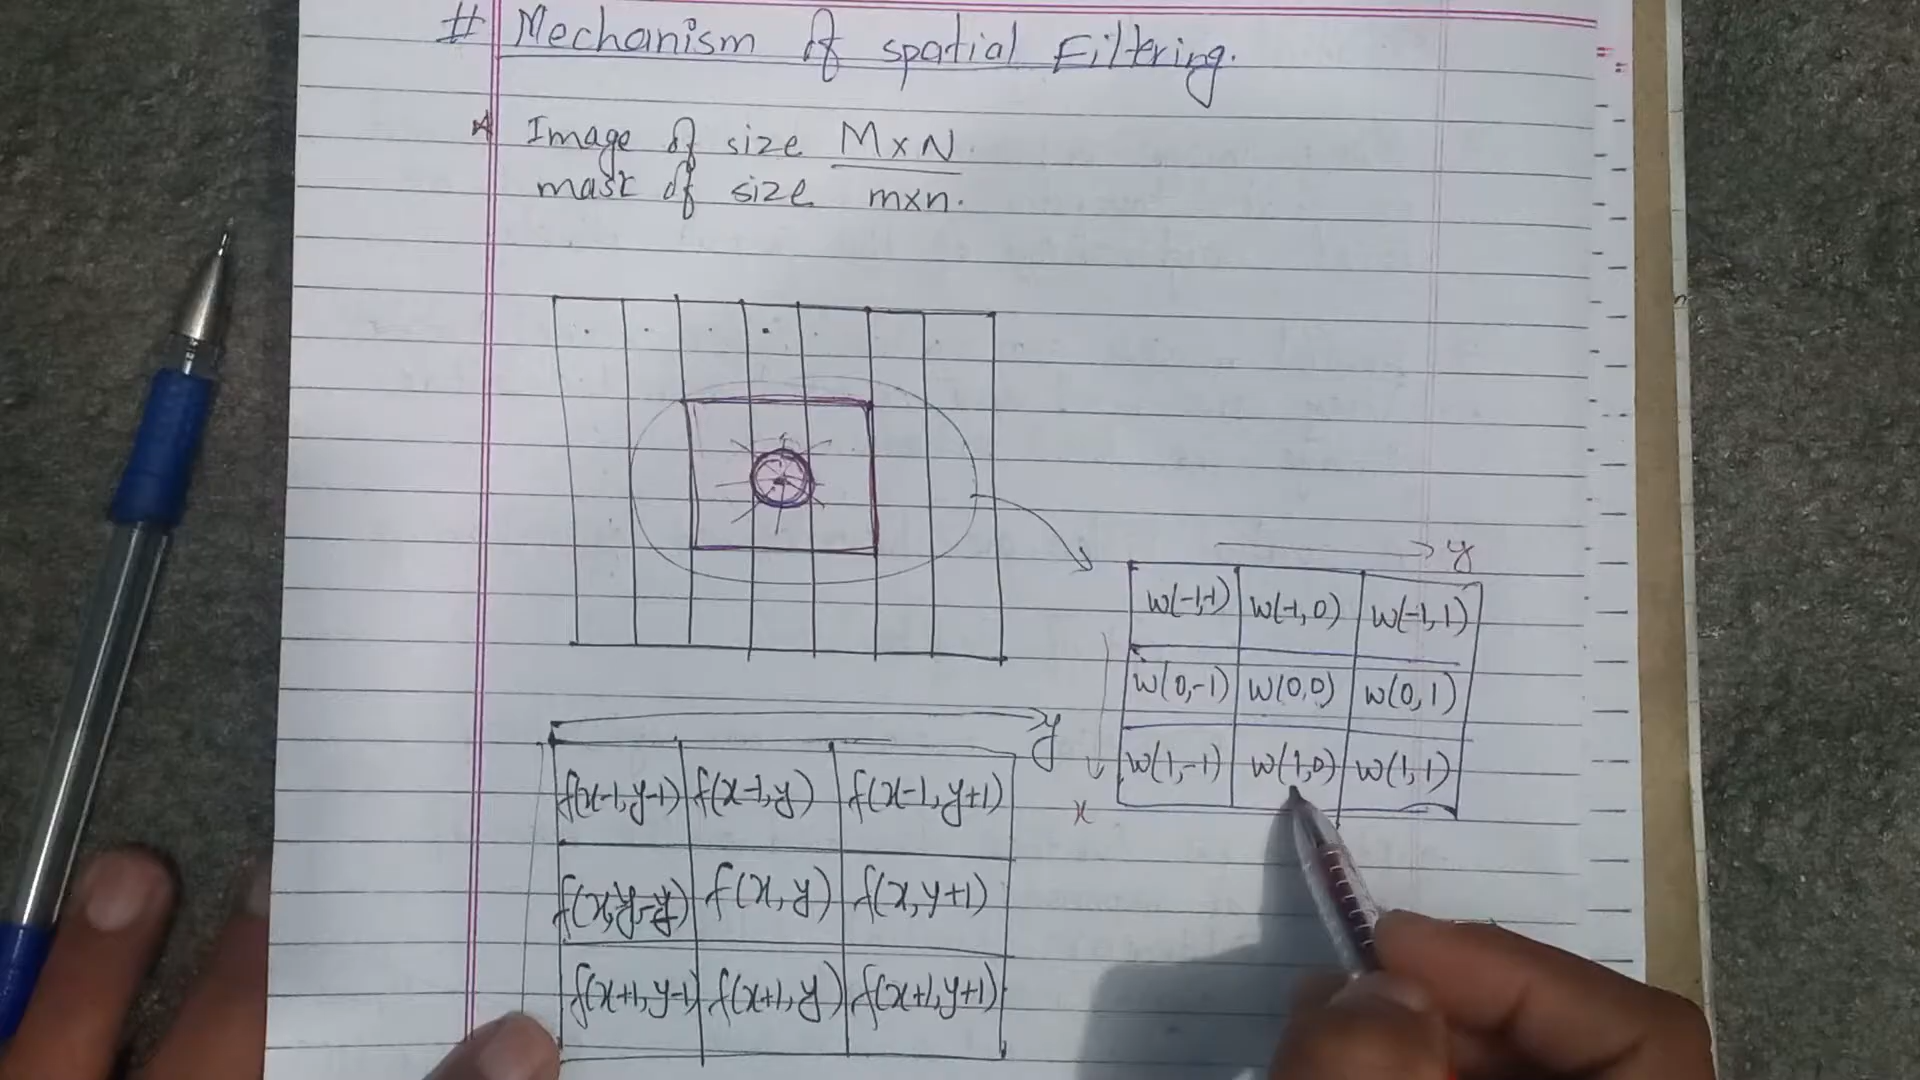 # Mechanism of spatial Filtering.
* Image of size MxN.
mask of size mxn.
y
w(-1,-1) w(-1,0) w(-1,1)
w(0,-1) w(0,0) w(0,1)
w(1,-1) w(1,0) w(1,1)
x
y
f(x-1,y-1) f(x-1,y) f(x-1,y+1)
f(x,y) f(x,y+1)
f(x+1,y-1) f(x+1,y) f(x+1,y+1)